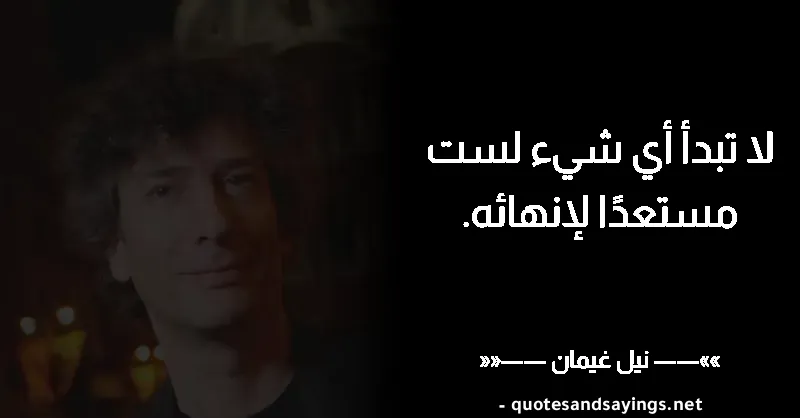 لا تبدأ أي شيء لست
مستعدًا لإنهائه.
»»—— نيل غيمان ——««
- quotesandsayings.net